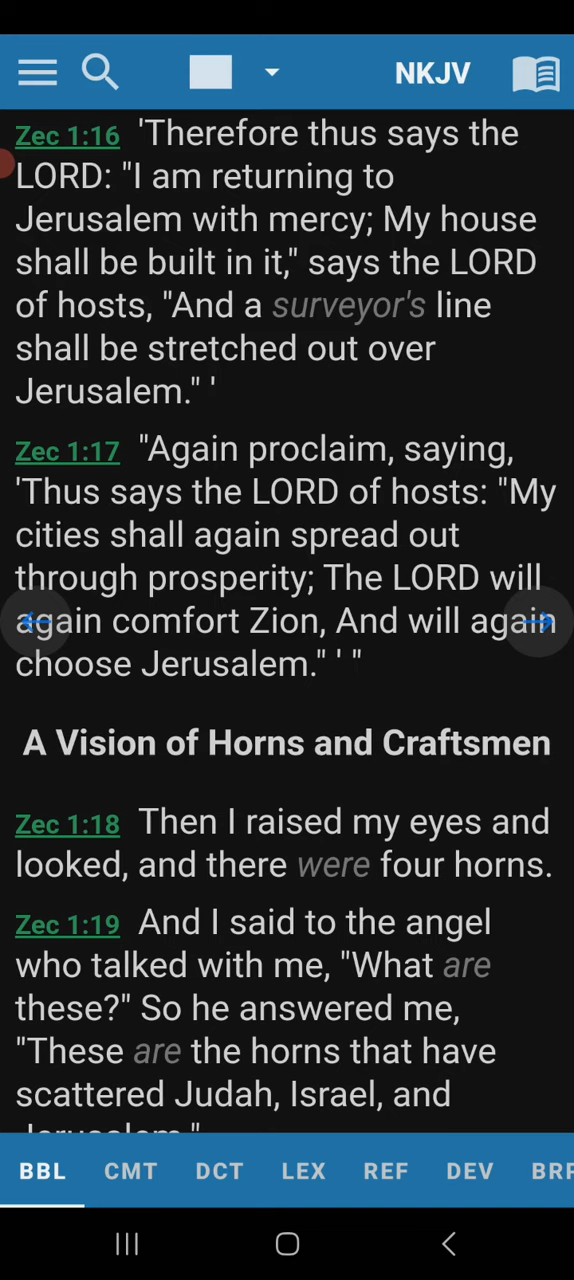 NKJV
Zec 1:16 'Therefore thus says the
LORD: "I am returning to
Jerusalem with mercy; My house
shall be built in it," says the LORD
of hosts, "And a surveyor's line
shall be stretched out over
Jerusalem." '
Zec 1:17 "Again proclaim, saying,
'Thus says the LORD of hosts: "My
cities shall again spread out
through prosperity; The LORD will
again comfort Zion, And will again
choose Jerusalem." ' "
A Vision of Horns and Craftsmen
Zec 1:18 Then I raised my eyes and
looked, and there were four horns.
Zec 1:19 And I said to the angel
who talked with me, "What are
these?" So he answered me,
"These are the horns that have
scattered Judah, Israel, and
Jerusalem."
BBL CMT DCT LEX REF DEV BRP